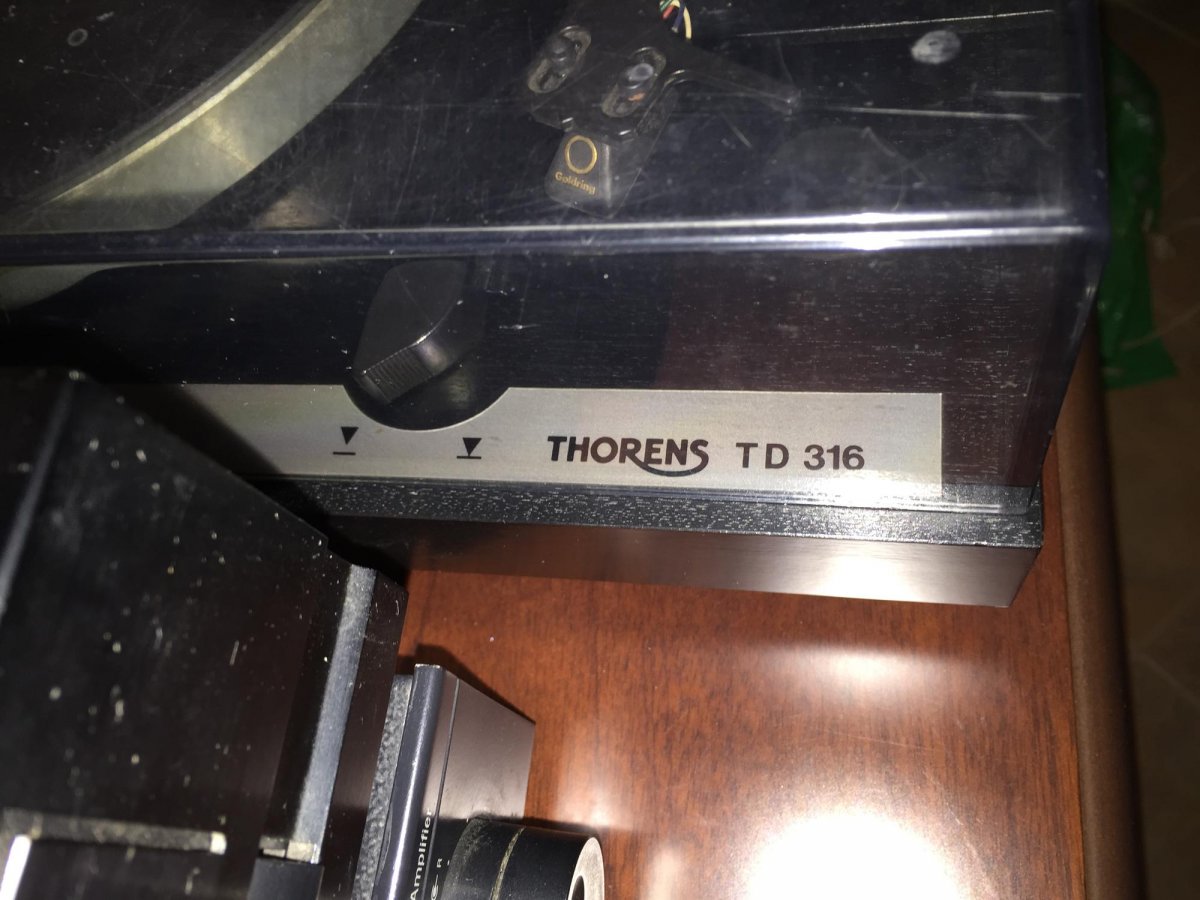 Goldring
THORENS TD 316
Amplifier
R